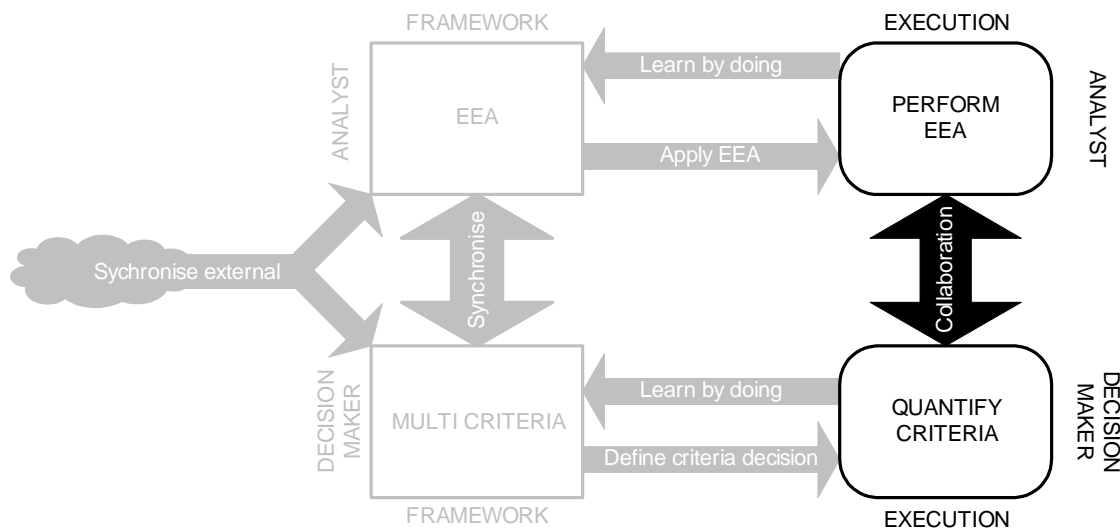 FRAMEWORK
EXECUTION
ANALYST
EEA
Learn by doing
Apply EEA
PERFORM
EEA
ANALYST
Sychronise external
Synchronise
Collaboration
DECISION
MAKER
MULTI CRITERIA
Learn by doing
Define criteria decision
QUANTIFY
CRITERIA
DECISION
MAKER
FRAMEWORK
EXECUTION